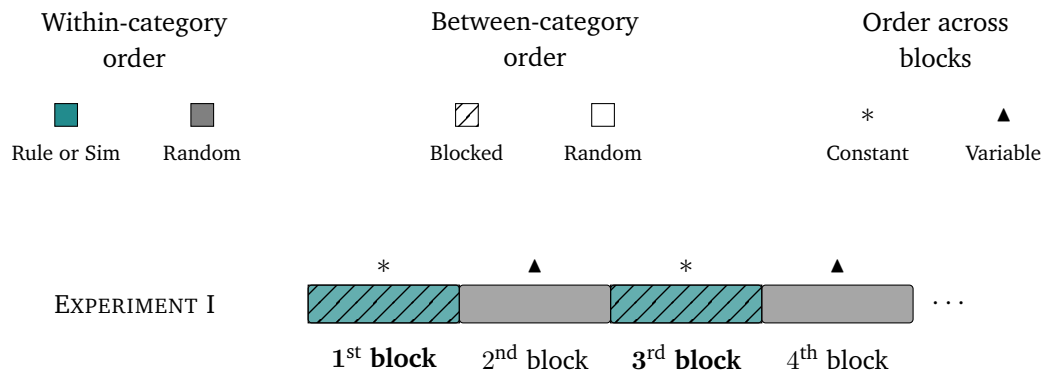 Within-category order
Between-category order
Order across blocks
Rule or Sim
Random
Blocked
Random
*
Constant
▲
Variable
* ▲ * ▲
EXPERIMENT I
...
1st block
2nd block
3rd block
4th block